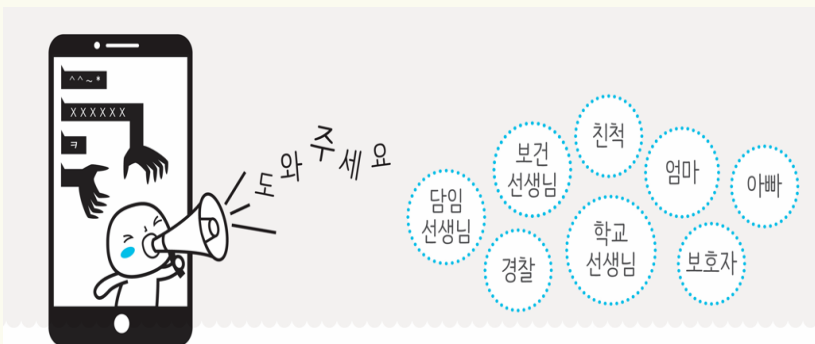 ^^~*
XXXXXX
ㅋ
도와주세요
친척
보건
선생님
엄마
아빠
담임
선생님
학교
선생님
경찰
보호자